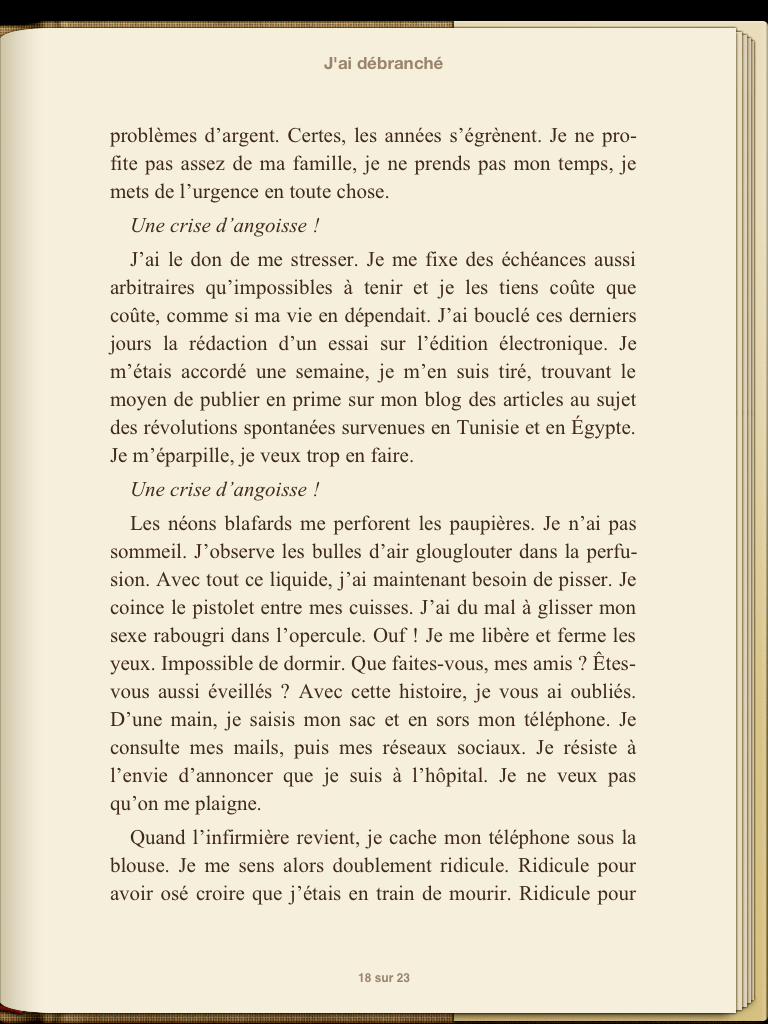 J'ai débranché
problèmes d’argent. Certes, les années s’égrènent. Je ne pro-
fite pas assez de ma famille, je ne prends pas mon temps, je
mets de l’urgence en toute chose.
Une crise d’angoisse !
J’ai le don de me stresser. Je me fixe des échéances aussi
arbitraires qu’impossibles à tenir et je les tiens coûte que
coûte, comme si ma vie en dépendait. J’ai bouclé ces derniers
jours la rédaction d’un essai sur l’édition électronique. Je
m’étais accordé une semaine, je m’en suis tiré, trouvant le
moyen de publier en prime sur mon blog des articles au sujet
des révolutions spontanées survenues en Tunisie et en Égypte.
Je m’éparpille, je veux trop en faire.
Une crise d’angoisse !
Les néons blafards me perforent les paupières. Je n’ai pas
sommeil. J’observe les bulles d’air glouglouter dans la perfu-
sion. Avec tout ce liquide, j’ai maintenant besoin de pisser. Je
coince le pistolet entre mes cuisses. J’ai du mal à glisser mon
sexe rabougri dans l’opercule. Ouf ! Je me libère et ferme les
yeux. Impossible de dormir. Que faites-vous, mes amis ? Êtes-
vous aussi éveillés ? Avec cette histoire, je vous ai oubliés.
D’une main, je saisis mon sac et en sors mon téléphone. Je
consulte mes mails, puis mes réseaux sociaux. Je résiste à
l’envie d’annoncer que je suis à l’hôpital. Je ne veux pas
qu’on me plaigne.
Quand l’infirmière revient, je cache mon téléphone sous la
blouse. Je me sens alors doublement ridicule. Ridicule pour
avoir osé croire que j’étais en train de mourir. Ridicule pour
18 sur 23